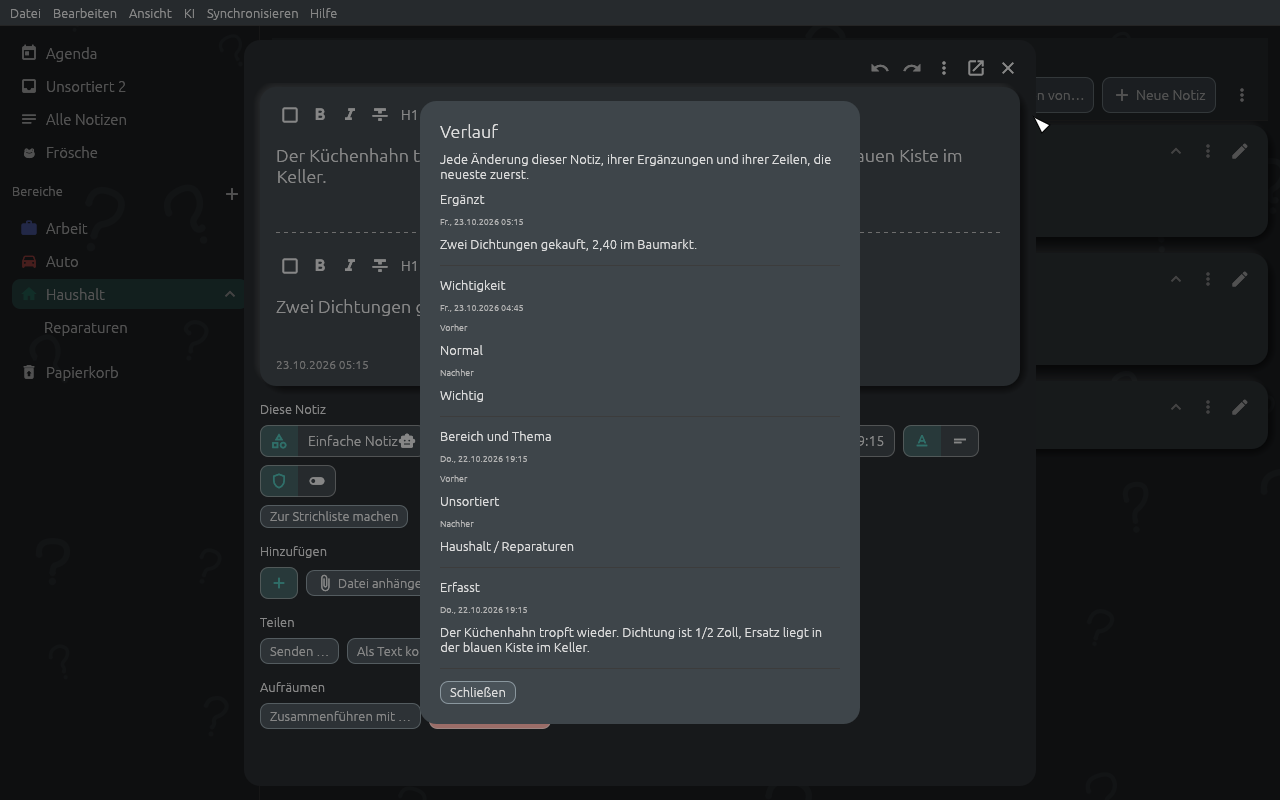 Datei Bearbeiten Ansicht KI Synchronisieren Hilfe
Agenda
Unsortiert 2
Alle Notizen
Frösche
Bereiche
Arbeit
Auto
Haushalt
Reparaturen
Papierkorb
n von…
Neue Notiz
H1
Der Küchenhahn t
auen Kiste im
Keller.
H1
Zwei Dichtungen g
23.10.2026 05:15
Diese Notiz
Einfache Notiz
9:15
Zur Strichliste machen
Hinzufügen
Datei anhänge
Teilen
Senden …
Als Text ko
Aufräumen
Zusammenführen mit …
Verlauf
Jede Änderung dieser Notiz, ihrer Ergänzungen und ihrer Zeilen, die
neueste zuerst.
Ergänzt
Fr., 23.10.2026 05:15
Zwei Dichtungen gekauft, 2,40 im Baumarkt.
Wichtigkeit
Fr., 23.10.2026 04:45
Vorher
Normal
Nachher
Wichtig
Bereich und Thema
Do., 22.10.2026 19:15
Vorher
Unsortiert
Nachher
Haushalt / Reparaturen
Erfasst
Do., 22.10.2026 19:15
Der Küchenhahn tropft wieder. Dichtung ist 1/2 Zoll, Ersatz liegt in
der blauen Kiste im Keller.
Schließen